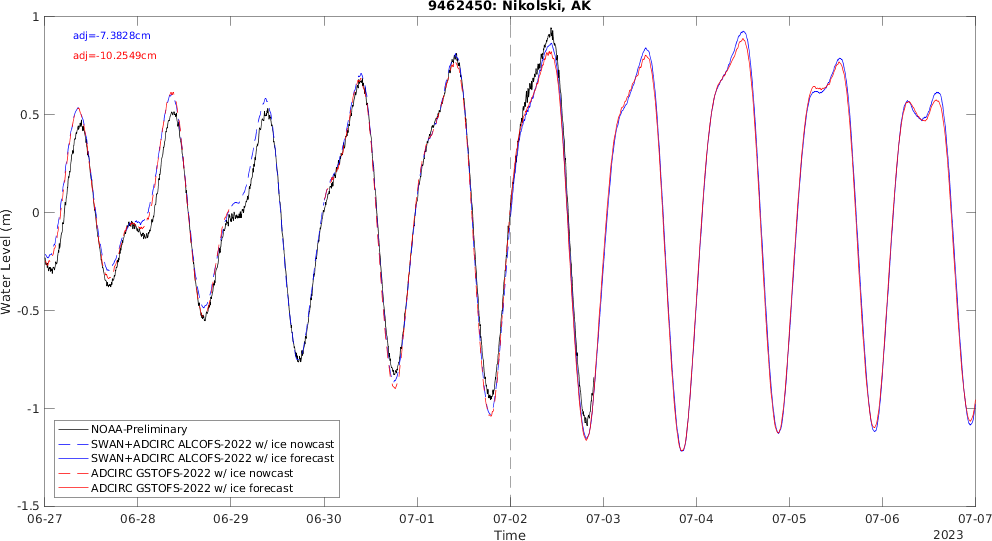 9462450: Nikolski, AK
adj=-7.3828cm
adj=-10.2549cm
Water Level (m)
1
0.5
0
-0.5
-1
-1.5
NOAA-Preliminary
SWAN+ADCIRC ALCOFS-2022 w/ ice nowcast
SWAN+ADCIRC ALCOFS-2022 w/ ice forecast
ADCIRC GSTOFS-2022 w/ ice nowcast
ADCIRC GSTOFS-2022 w/ ice forecast
06-27 06-28 06-29 06-30 07-01 07-02 07-03 07-04 07-05 07-06 07-07
Time
2023